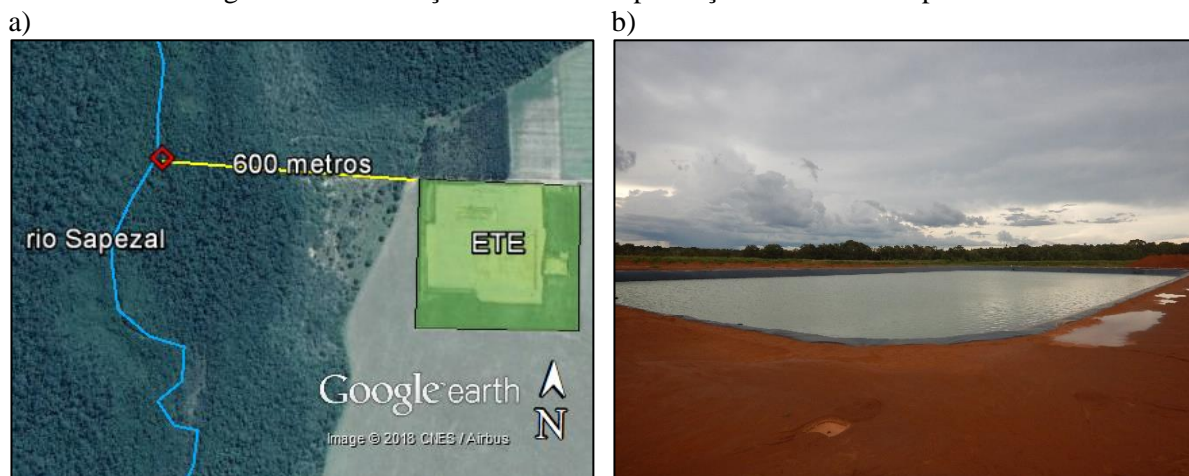 a)
b)
600 metros
rio Sapezal
ETE
Google earth
N
Image © 2018 CNES / Airbus